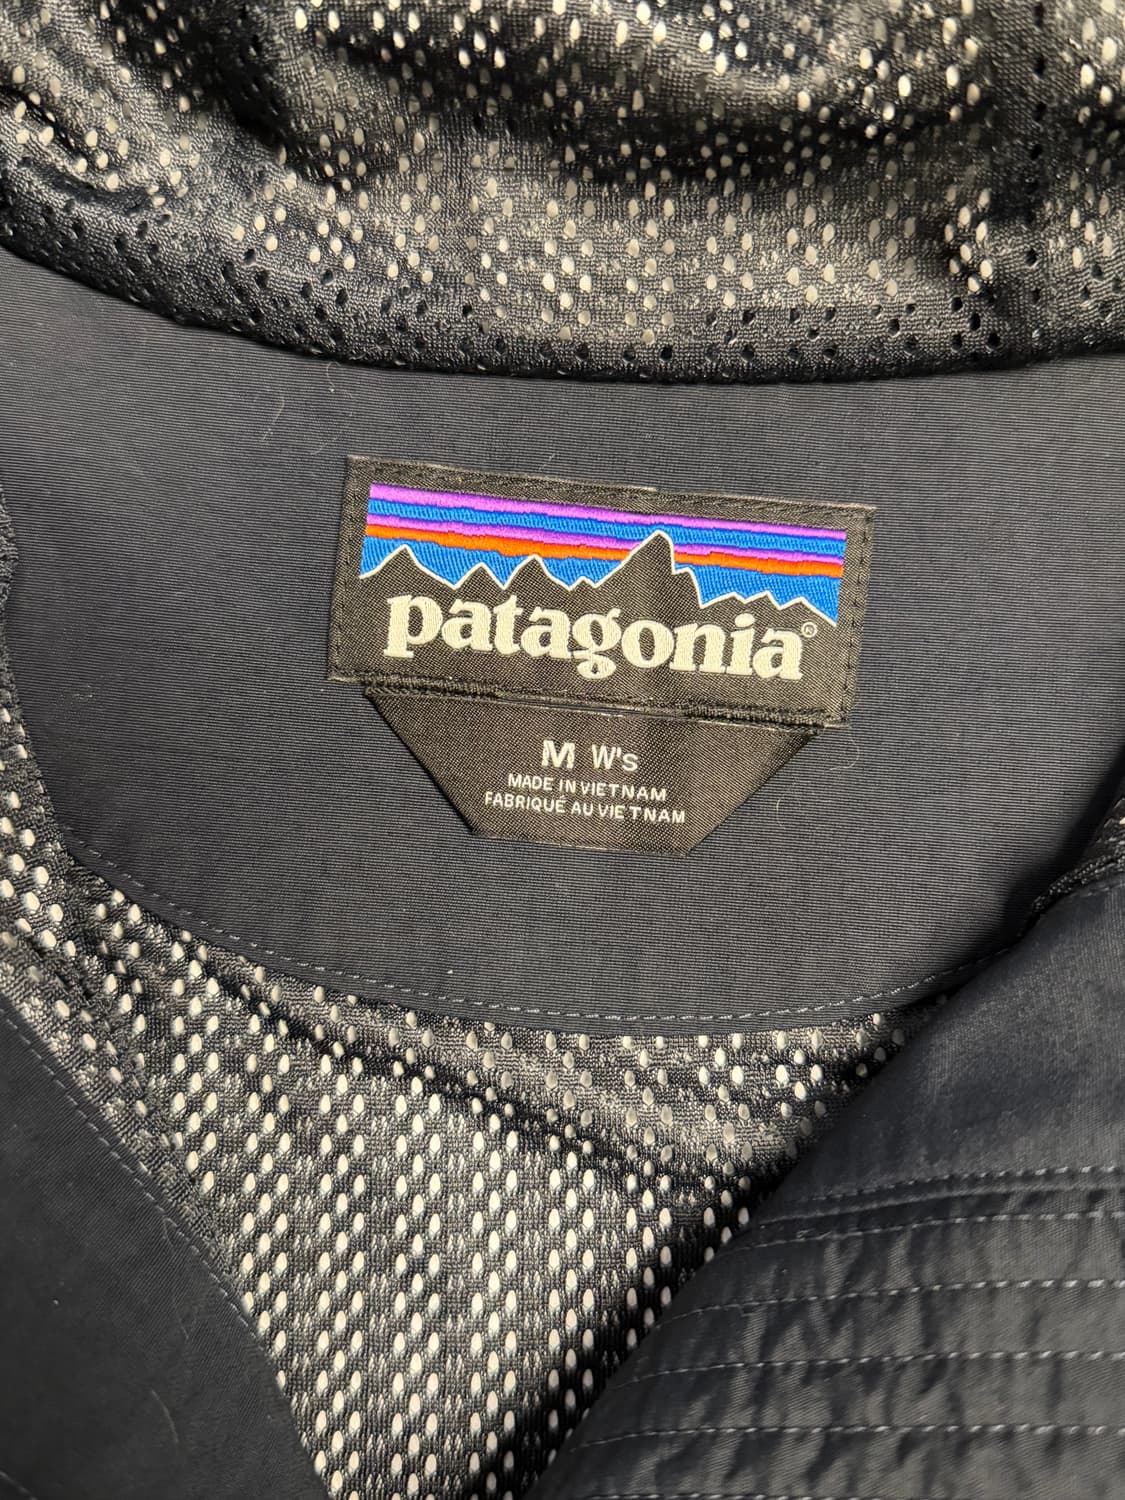 patagonia®
M W's
MADE IN VIETNAM
FABRIQUÉ AU VIETNAM